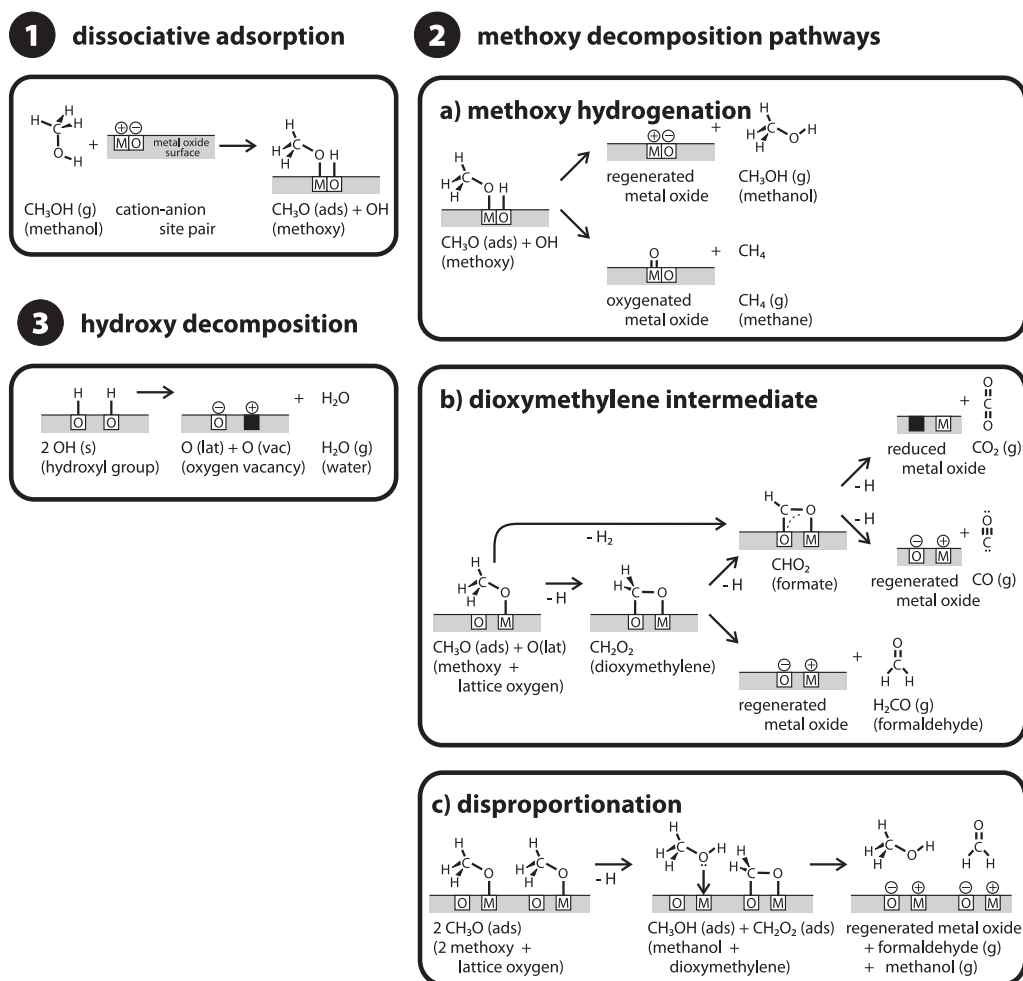 1 dissociative adsorption
H H
H C
O H
+
⊕ ⊖
M O metal oxide
surface
H
H C
H O H
M O
CH₃OH (g)
(methanol)
cation-anion
site pair
CH₃O (ads) + OH
(methoxy)
2 methoxy decomposition pathways
a) methoxy hydrogenation
H
H C
H O H
M O
CH₃O (ads) + OH
(methoxy)
⊕ ⊖
M O
+
H
H C H
H O
regenerated
metal oxide
CH₃OH (g)
(methanol)
O
M O
+ CH₄
oxygenated
metal oxide
CH₄ (g)
(methane)
3 hydroxy decomposition
H H
O O
⊖ ⊕
O
+ H₂O
2 OH (s)
(hydroxyl group)
O (lat) + O (vac)
(oxygen vacancy)
H₂O (g)
(water)
b) dioxymethylene intermediate
H
H C
H O
O M
CH₃O (ads) + O(lat)
(methoxy +
lattice oxygen)
- H₂
- H
H
H C O
O M
CH₂O₂
(dioxymethylene)
- H
H
C O
O M
CHO₂
(formate)
- H
M
+
O
C
O
reduced
metal oxide
CO₂ (g)
- H
⊖ ⊕
O M
+
O
C
regenerated
metal oxide
CO (g)
⊖ ⊕
O M
+
O
C
H H
regenerated
metal oxide
H₂CO (g)
(formaldehyde)
c) disproportionation
H H
H C H C
H O H O
O M O M
2 CH₃O (ads)
(2 methoxy +
lattice oxygen)
- H
H
H C H H
H O H C O
O M O M
CH₃OH (ads) + CH₂O₂ (ads)
(methanol +
dioxymethylene)
H O
H C H C
H O H H
⊖ ⊕ ⊖ ⊕
O M O M
regenerated metal oxide
+ formaldehyde (g)
+ methanol (g)